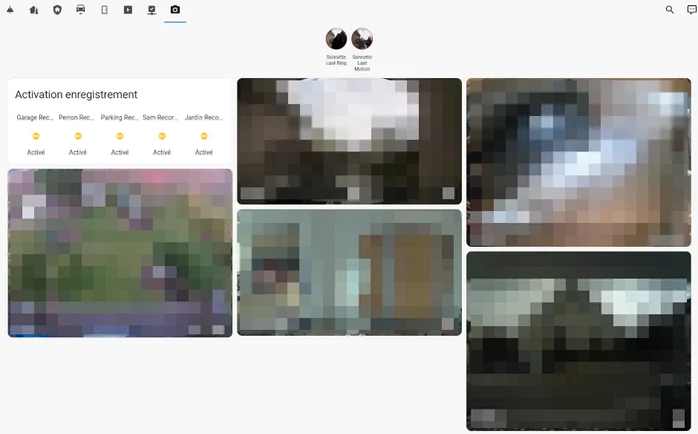 Sonnette
Last Ring
Sonnette
Last
Motion
Activation enregistrement
Garage Rec...
Perron Rec...
Parking Rec...
Sam Recor...
Jardin Reco...
Activé
Activé
Activé
Activé
Activé